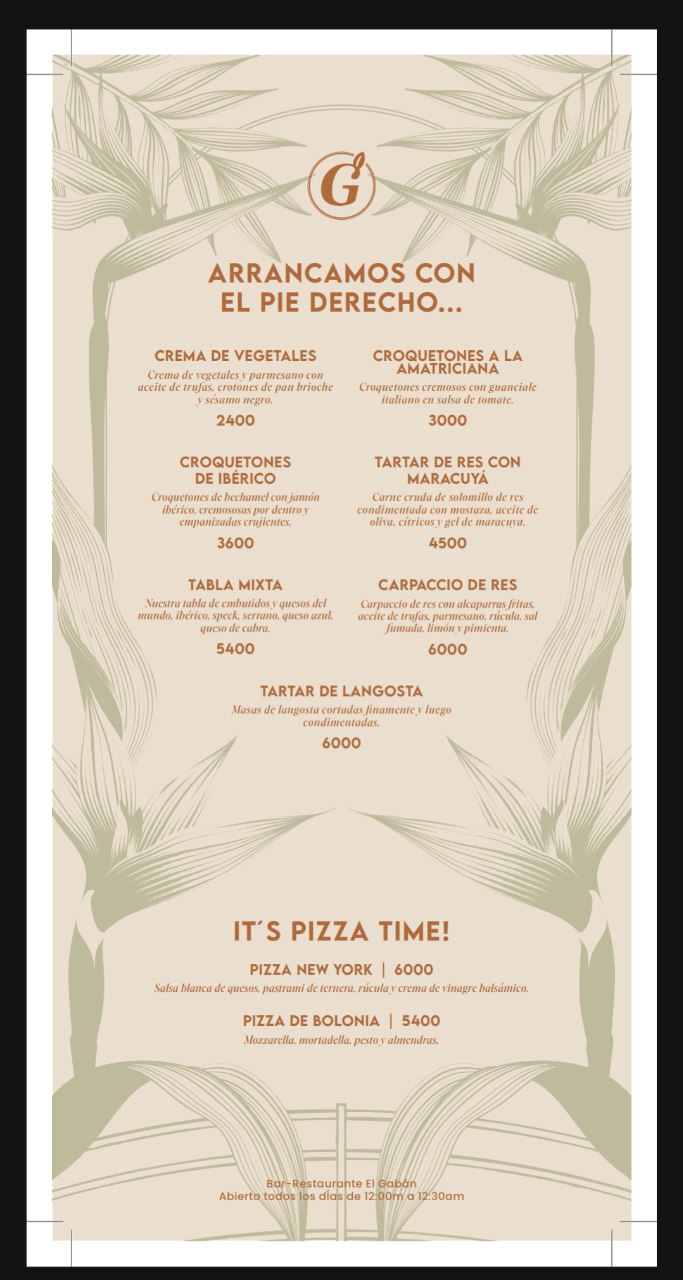 G
ARRANCAMOS CON
EL PIE DERECHO...
CREMA DE VEGETALES
Crema de vegetales y parmesano con
aceite de trufas, crotones de pan brioche
y sésamo negro.
2400
CROQUETONES A LA
AMATRICIANA
Croquetones cremosos con guanciale
italiano en salsa de tomate.
3000
CROQUETONES
DE IBÉRICO
Croquetones de bechamel con jamón
ibérico, cremososas por dentro y
empanizadas crujientes.
3600
TARTAR DE RES CON
MARACUYÁ
Carne cruda de solomillo de res
condimentada con mostaza, aceite de
oliva, cítricos y gel de maracuya.
4500
TABLA MIXTA
Nuestra tabla de embutidos y quesos del
mundo, ibérico, speck, serrano, queso azul,
queso de cabra.
5400
CARPACCIO DE RES
Carpaccio de res con alcaparras fritas,
aceite de trufas, parmesano, rúcula, sal
fumada, limón y pimienta.
6000
TARTAR DE LANGOSTA
Masas de langosta cortadas finamente y luego
condimentadas.
6000
IT´S PIZZA TIME!
PIZZA NEW YORK | 6000
Salsa blanca de quesos, pastrami de ternera, rúcula y crema de vinagre balsámico.
PIZZA DE BOLONIA | 5400
Mozzarella, mortadella, pesto y almendras.
Bar-Restaurante El Gabán
Abierto todos los días de 12:00m a 12:30am